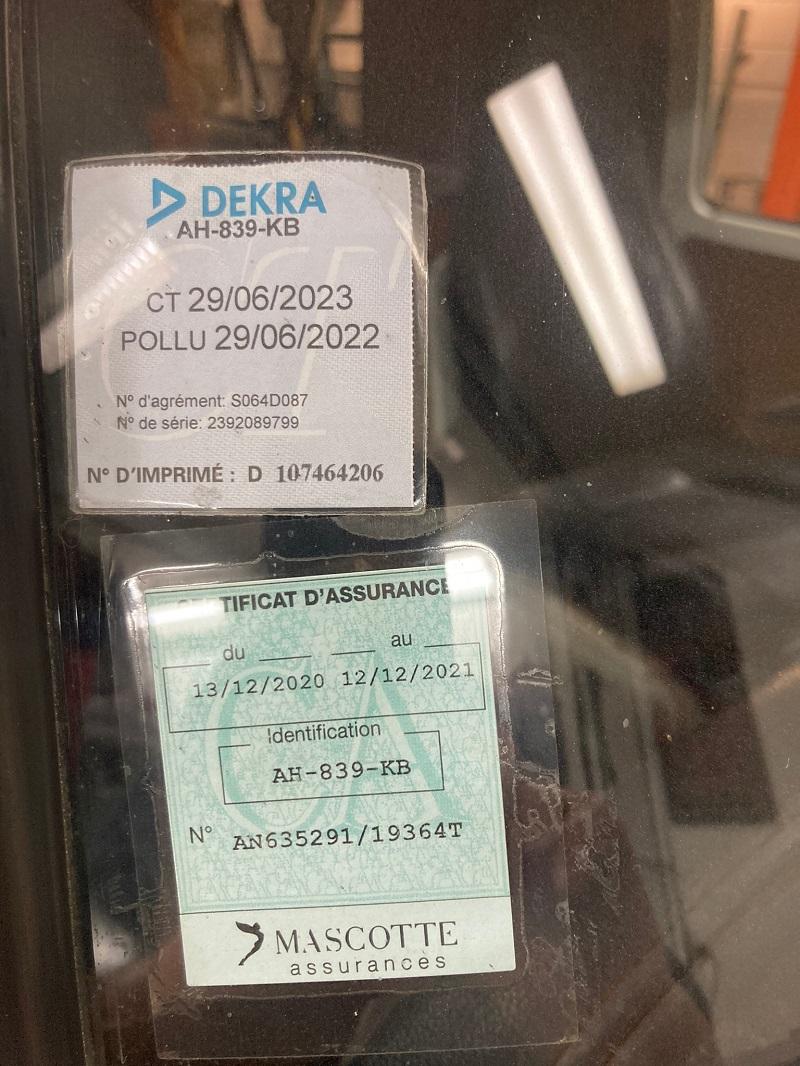 DEKRA
AH-839-KB
CT 29/06/2023
POLLU 29/06/2022
N° d'agrément: S064D087
N° de série: 2392089799
N° D'IMPRIMÉ : D 107464206
CERTIFICAT D'ASSURANCE
du au
13/12/2020 12/12/2021
Identification
AH-839-KB
N° AN635291/19364T
MASCOTTE
assurances